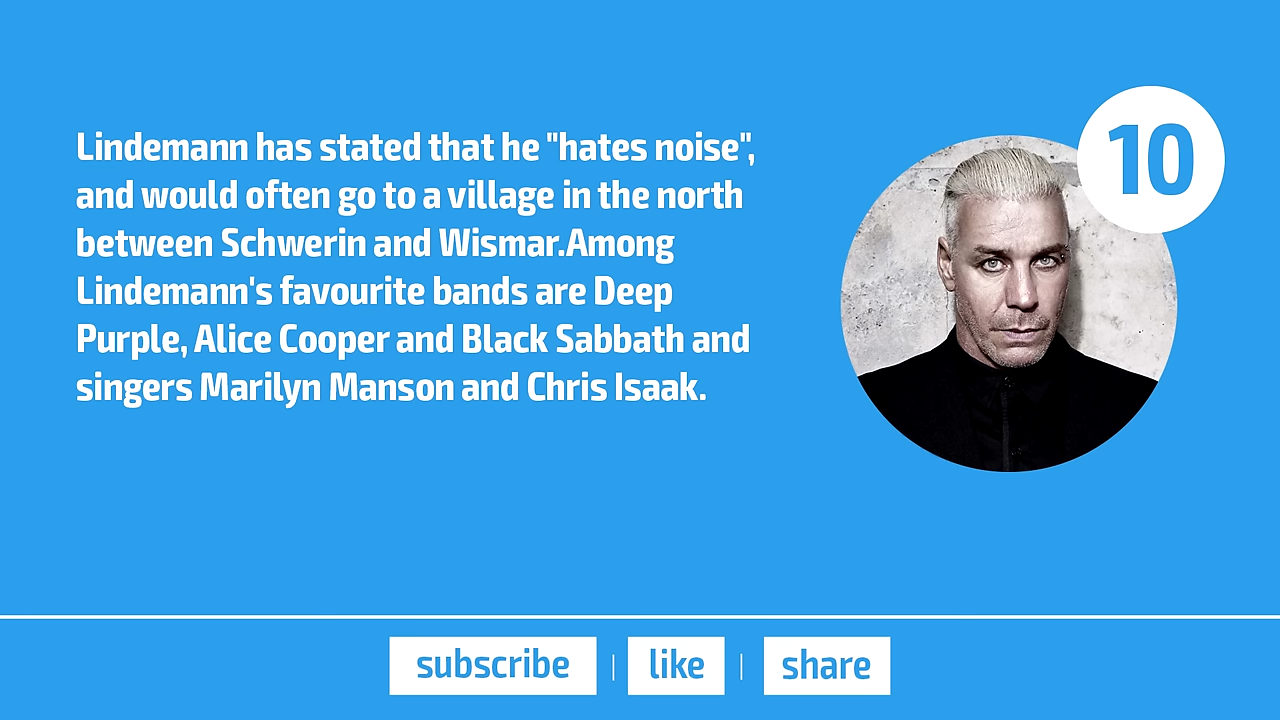 Lindemann has stated that he "hates noise",
and would often go to a village in the north
between Schwerin and Wismar.Among
Lindemann's favourite bands are Deep
Purple, Alice Cooper and Black Sabbath and
singers Marilyn Manson and Chris Isaak.
10
subscribe
like
share